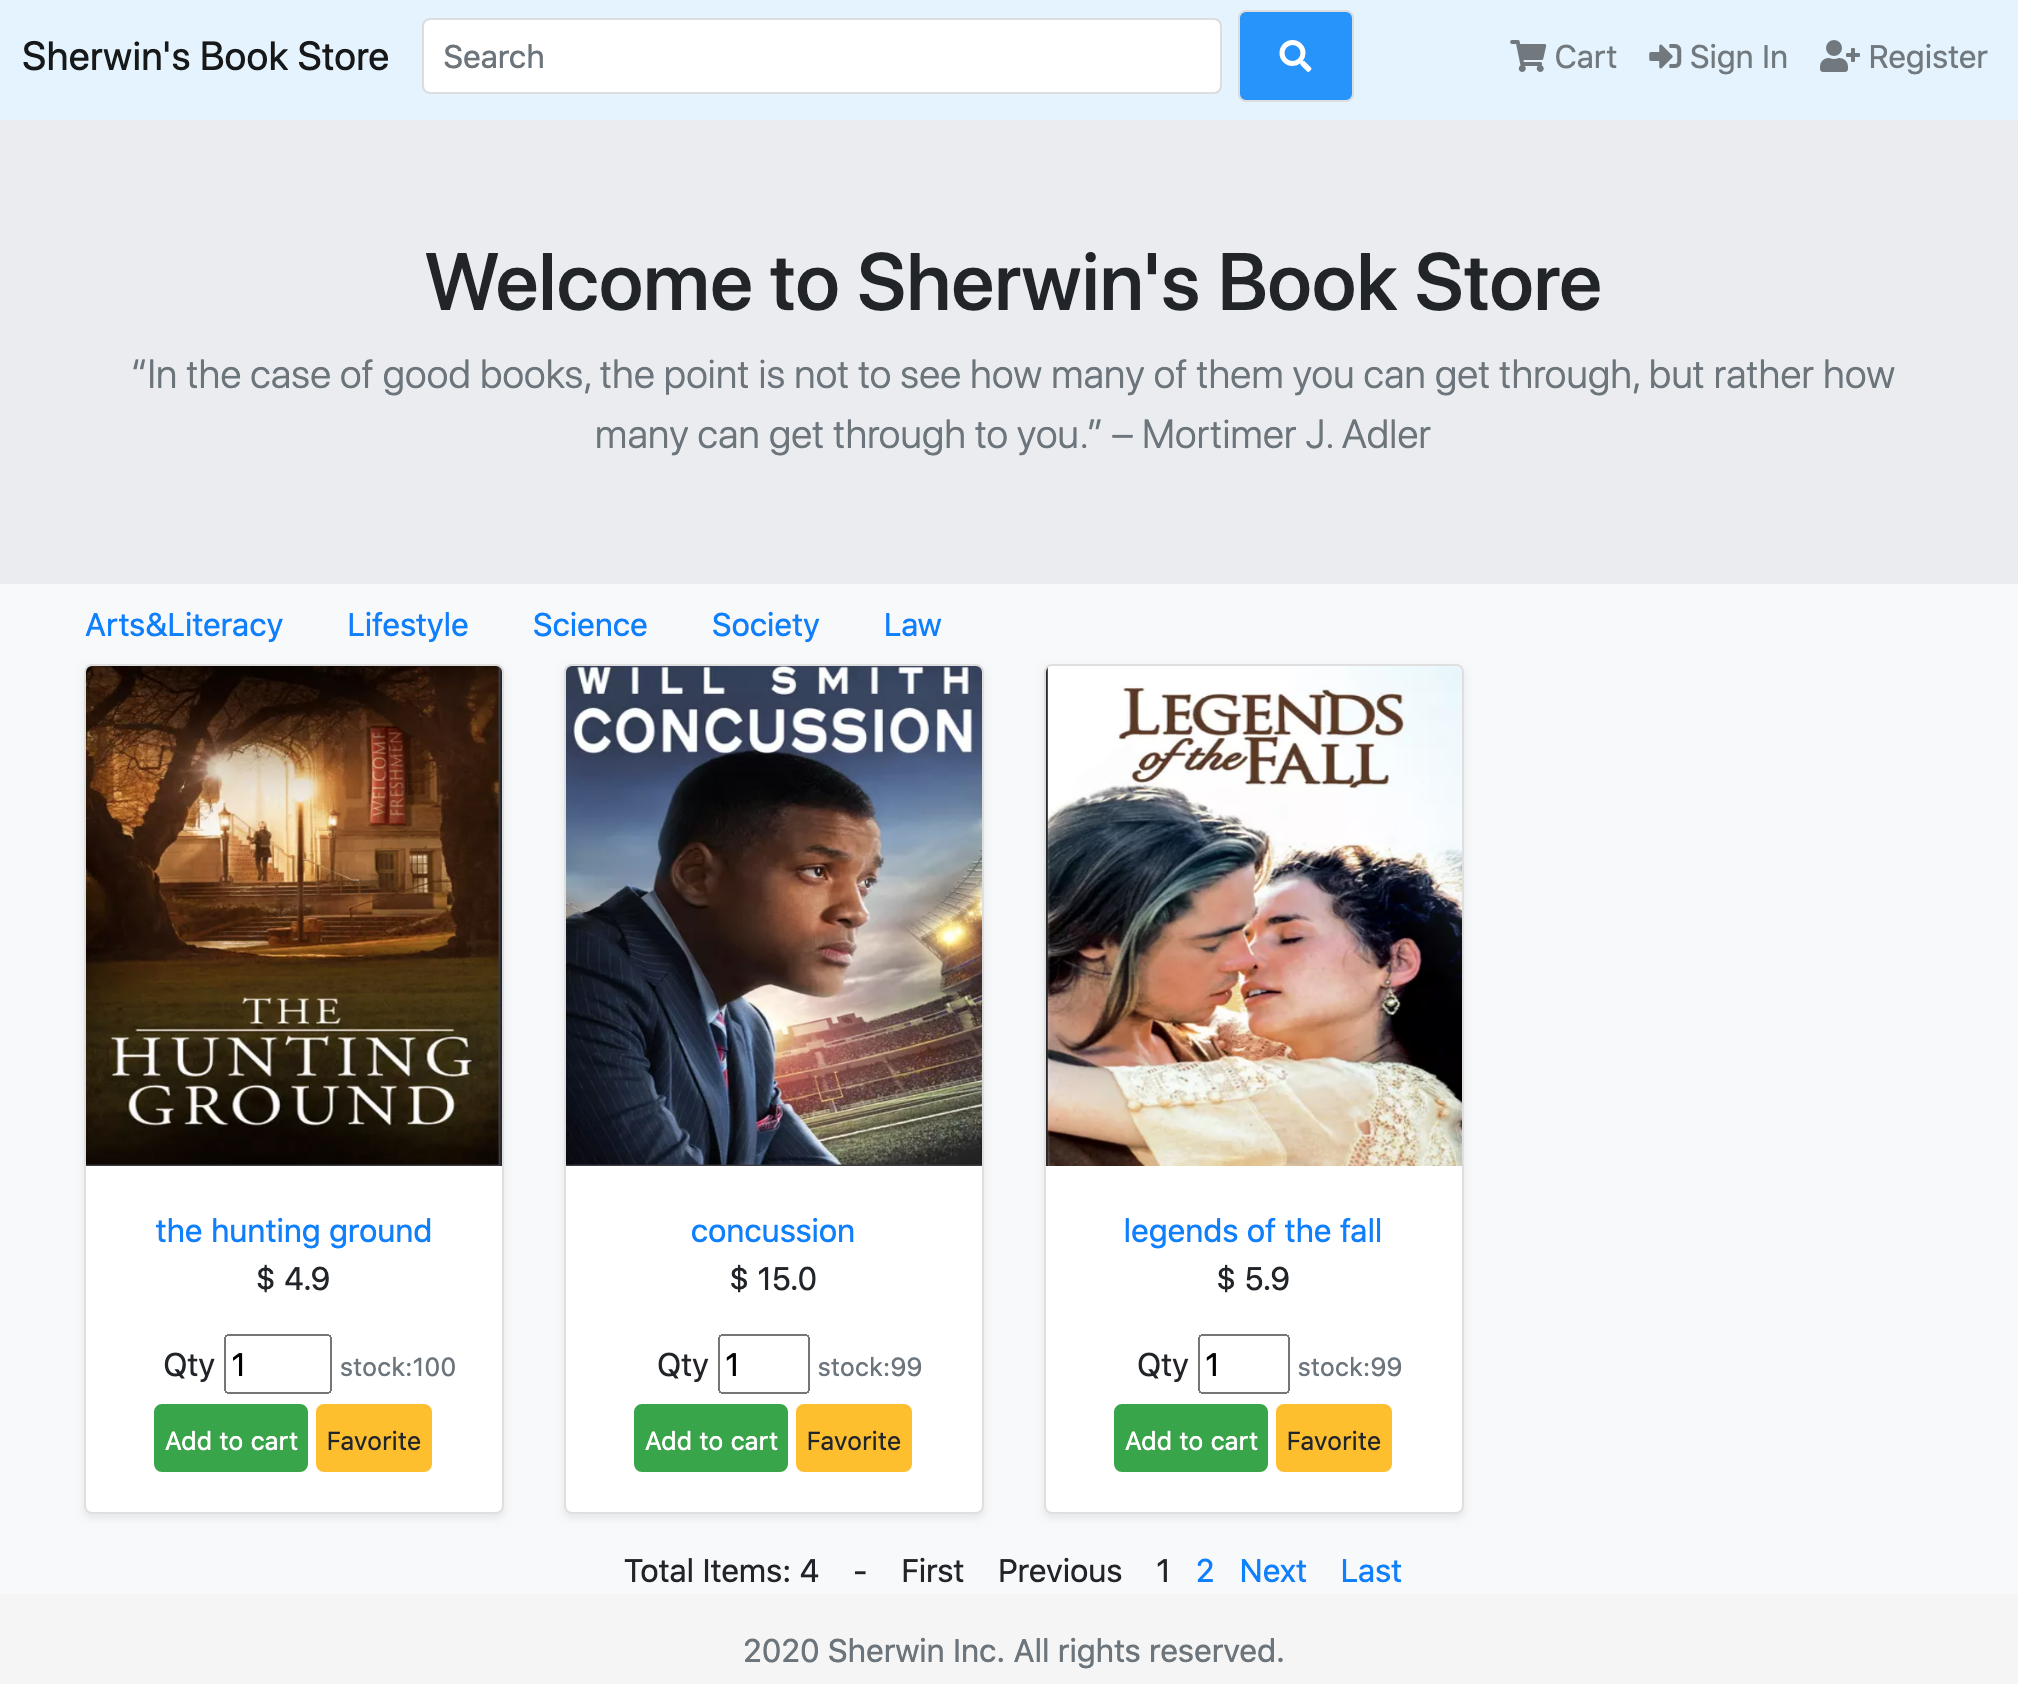 Sherwin's Book Store Search Cart Sign In Register
Welcome to Sherwin's Book Store
“In the case of good books, the point is not to see how many of them you can get through, but rather how
many can get through to you.” – Mortimer J. Adler
Arts&Literacy Lifestyle Science Society Law
WELCOME
FRESHMEN
THE
HUNTING
GROUND
WILL SMITH
CONCUSSION
LEGENDS
of the FALL
the hunting ground
$ 4.9
Qty 1 stock:100
Add to cart Favorite
concussion
$ 15.0
Qty 1 stock:99
Add to cart Favorite
legends of the fall
$ 5.9
Qty 1 stock:99
Add to cart Favorite
Total Items: 4 - First Previous 1 2 Next Last
2020 Sherwin Inc. All rights reserved.